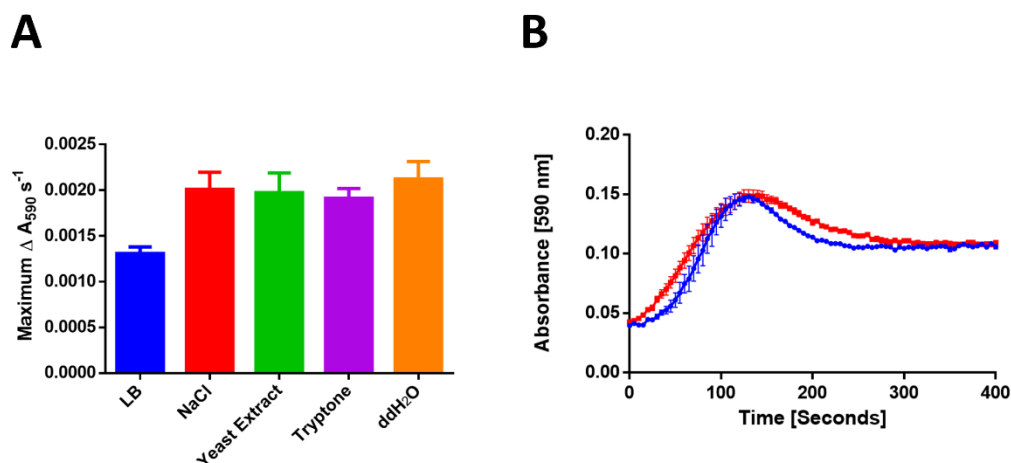 A
B
Maximum Δ A₅₉₀ s⁻¹
0.0025
0.0020
0.0015
0.0010
0.0005
0.0000
LB
NaCl
Yeast Extract
Tryptone
ddH₂O
Absorbance [590 nm]
0.20
0.15
0.10
0.05
0.00
0
100
200
300
400
Time [Seconds]